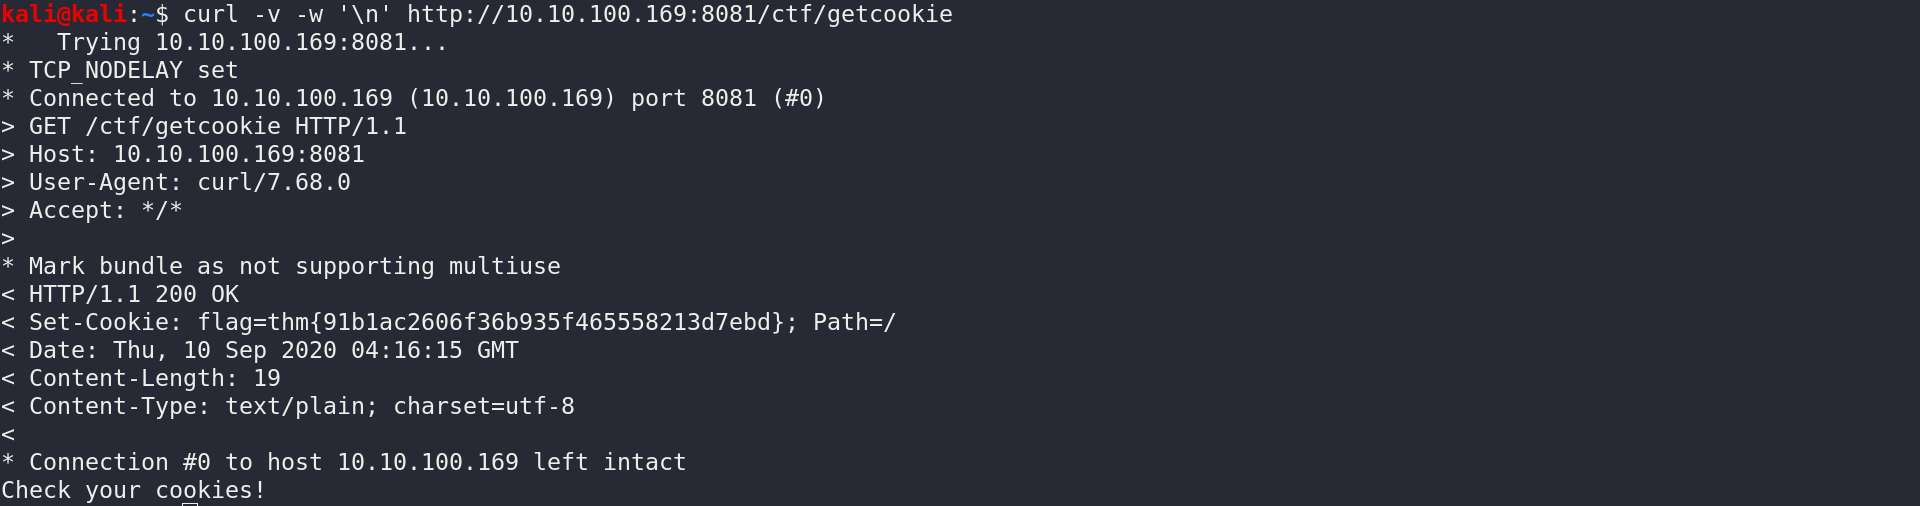 kali@kali:~$ curl -v -w '\n' http://10.10.100.169:8081/ctf/getcookie
*   Trying 10.10.100.169:8081...
* TCP_NODELAY set
* Connected to 10.10.100.169 (10.10.100.169) port 8081 (#0)
> GET /ctf/getcookie HTTP/1.1
> Host: 10.10.100.169:8081
> User-Agent: curl/7.68.0
> Accept: */*
>
* Mark bundle as not supporting multiuse
< HTTP/1.1 200 OK
< Set-Cookie: flag=thm{91b1ac2606f36b935f465558213d7ebd}; Path=/
< Date: Thu, 10 Sep 2020 04:16:15 GMT
< Content-Length: 19
< Content-Type: text/plain; charset=utf-8
<
* Connection #0 to host 10.10.100.169 left intact
Check your cookies!